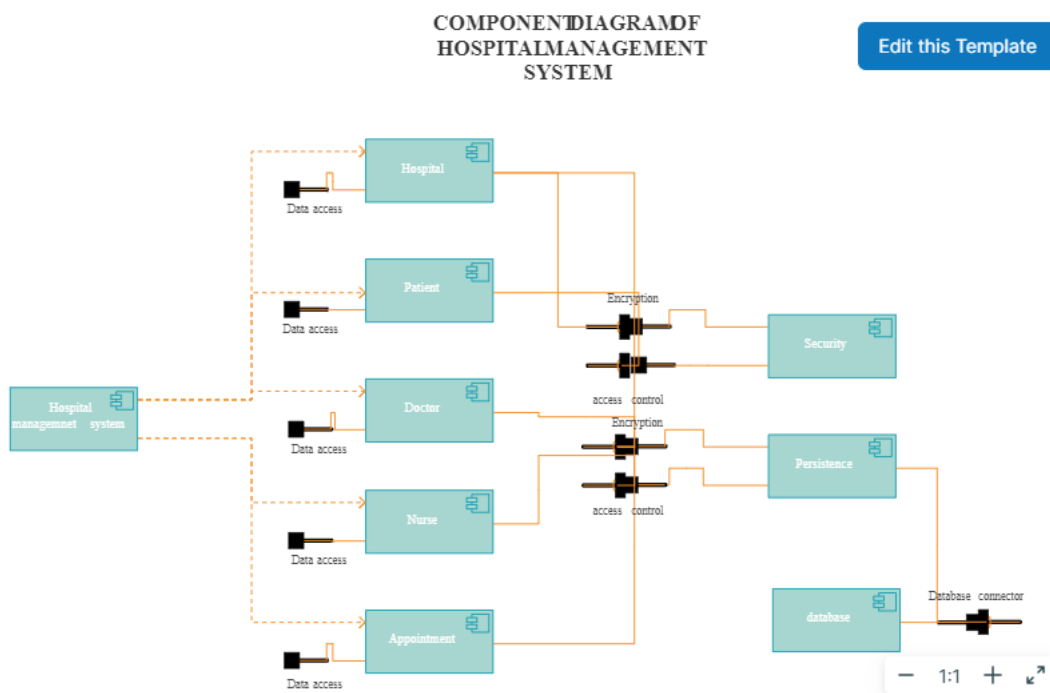 COMPONENTDIAGRAMOF
HOSPITALMANAGEMENT
SYSTEM
Edit this Template
Hospital
Data access
Patient
Data access
Encryption
Security
access control
Hospital
managemnet system
Doctor
Data access
Encryption
Persistence
access control
Nurse
Data access
database
Database connector
Appointment
Data access
1:1